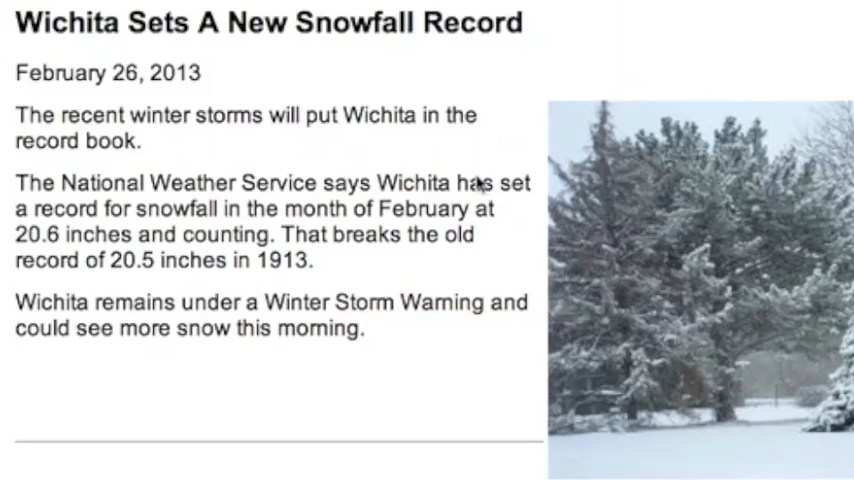 Wichita Sets A New Snowfall Record
February 26, 2013
The recent winter storms will put Wichita in the
record book.
The National Weather Service says Wichita has set
a record for snowfall in the month of February at
20.6 inches and counting. That breaks the old
record of 20.5 inches in 1913.
Wichita remains under a Winter Storm Warning and
could see more snow this morning.